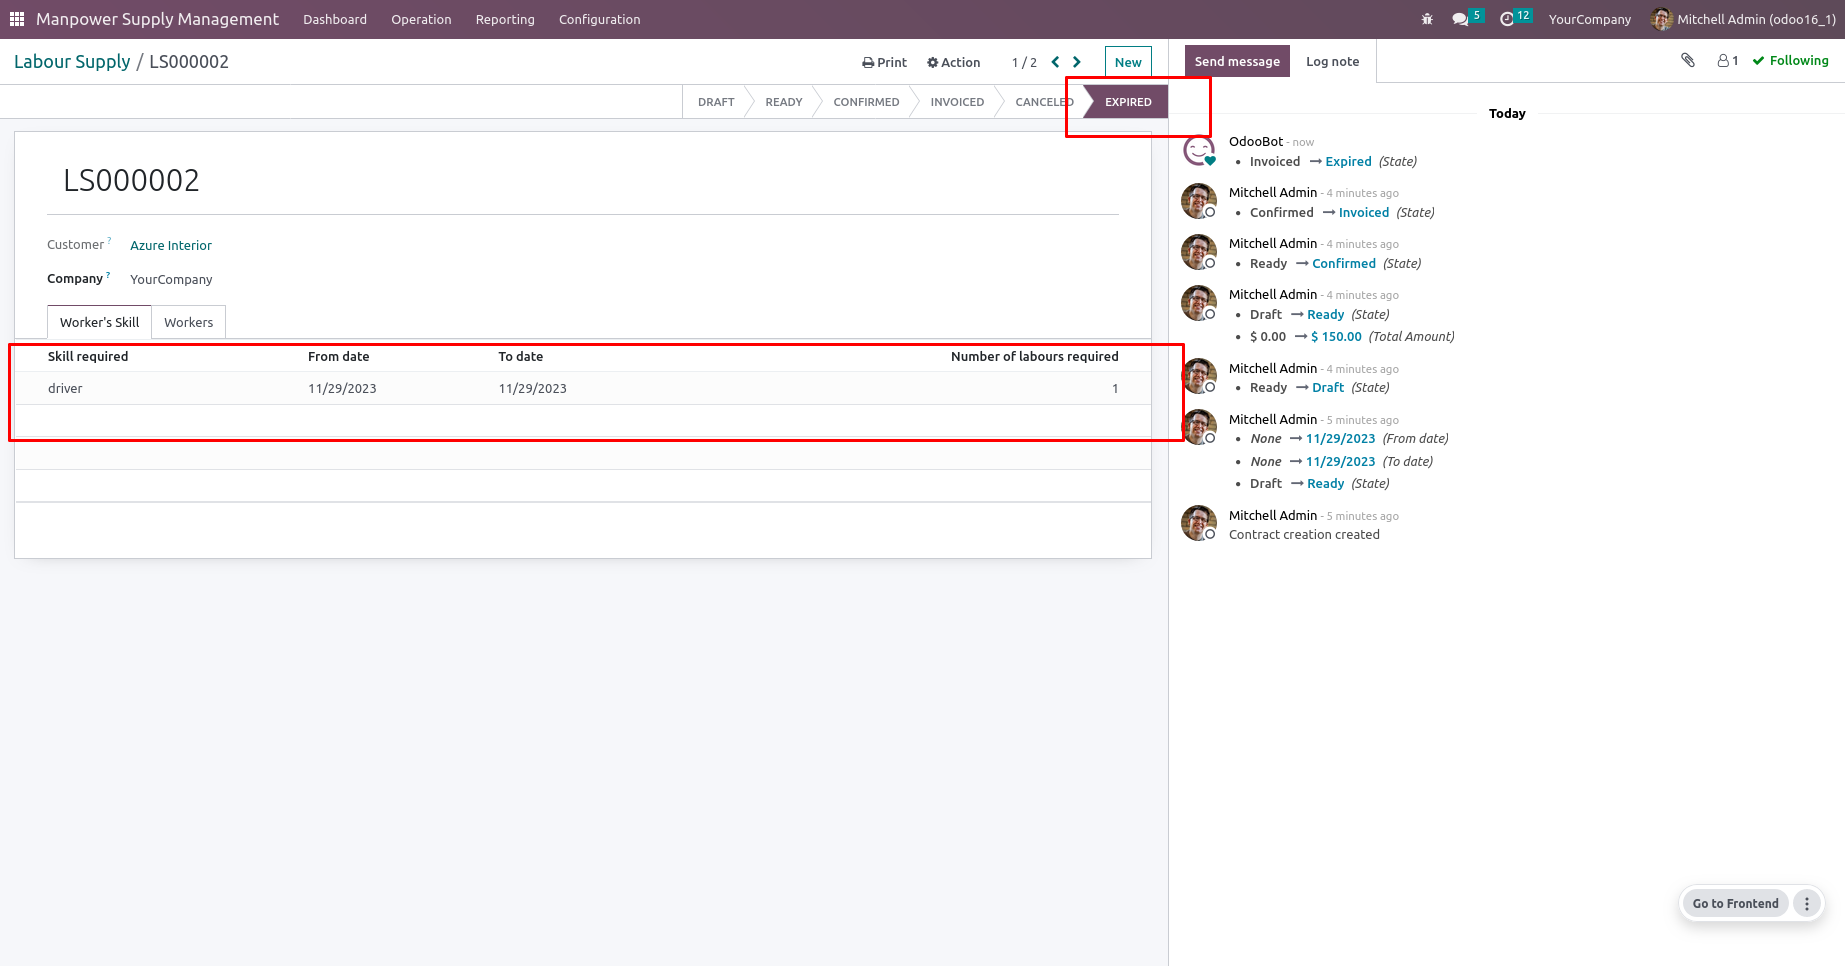 Manpower Supply Management Dashboard Operation Reporting Configuration 5 12 YourCompany Mitchell Admin (odoo16_1)
Labour Supply / LS000002 Print Action 1 / 2 New
DRAFT READY CONFIRMED INVOICED CANCELED EXPIRED
LS000002
Customer ? Azure Interior
Company ? YourCompany
Worker's Skill Workers
Skill required From date To date Number of labours required
driver 11/29/2023 11/29/2023 1
Send message Log note 1 Following
Today
OdooBot - now
• Invoiced → Expired (State)
Mitchell Admin - 4 minutes ago
• Confirmed → Invoiced (State)
Mitchell Admin - 4 minutes ago
• Ready → Confirmed (State)
Mitchell Admin - 4 minutes ago
• Draft → Ready (State)
• $ 0.00 → $ 150.00 (Total Amount)
Mitchell Admin - 4 minutes ago
• Ready → Draft (State)
Mitchell Admin - 5 minutes ago
• None → 11/29/2023 (From date)
• None → 11/29/2023 (To date)
• Draft → Ready (State)
Mitchell Admin - 5 minutes ago
Contract creation created
Go to Frontend